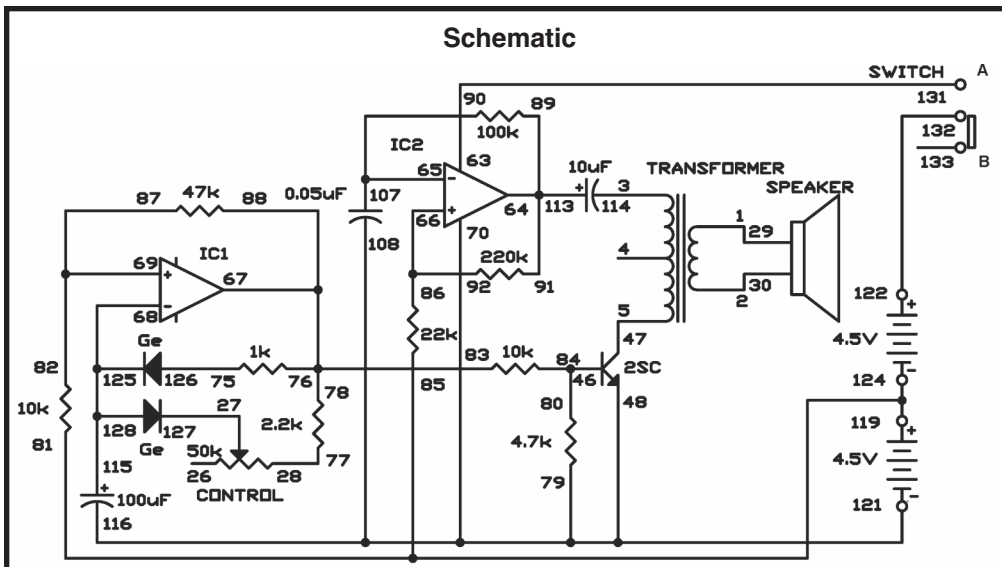 Schematic
SWITCH A
131
132
133 B
90 89
100k
IC2
63
65 -
66 +
64
70
0.05uF 107
108
10uF
+
113 114
3
4
5
TRANSFORMER
SPEAKER
1
29
30
2
87 47k 88
IC1
69 +
67
68 -
220k
92 91
86
22k
85
122
+
4.5V
-
124
119
+
4.5V
-
121
47
2SC
46
48
83 10k 84
80
4.7k
79
82
10k
81
Ge
125 126
1k
75 76
78
2.2k
77
27
128 127
Ge
50k
26 28
CONTROL
115
+
100uF
116